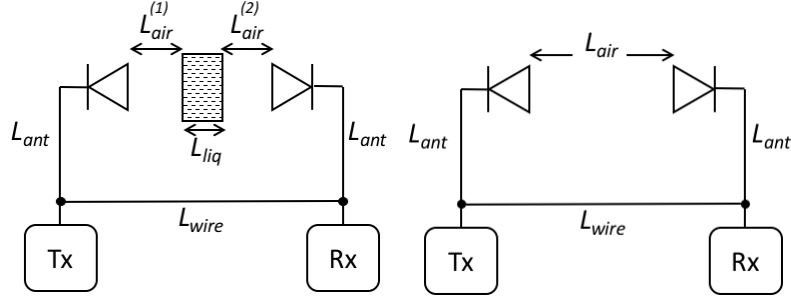 L_air^(1) L_air^(2)
L_ant L_liq L_ant
L_wire
Tx Rx
L_air
L_ant L_ant
L_wire
Tx Rx